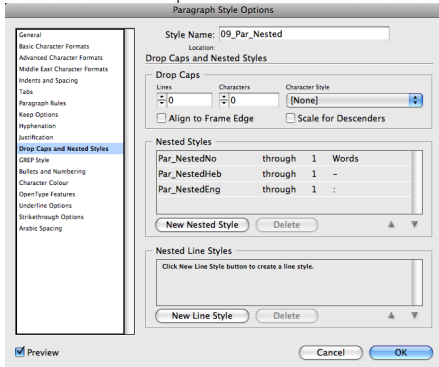 Paragraph Style Options
General
Basic Character Formats
Advanced Character Formats
Middle East Character Formats
Indents and Spacing
Tabs
Paragraph Rules
Keep Options
Hyphenation
Justification
Drop Caps and Nested Styles
GREP Style
Bullets and Numbering
Character Colour
OpenType Features
Underline Options
Strikethrough Options
Arabic Spacing
Style Name: 09_Par_Nested
Location:
Drop Caps and Nested Styles
Drop Caps
Lines Characters Character Style
0 0 [None]
Align to Frame Edge Scale for Descenders
Nested Styles
Par_NestedNo through 1 Words
Par_NestedHeb through 1 –
Par_NestedEng through 1 :
New Nested Style Delete
Nested Line Styles
Click New Line Style button to create a line style.
New Line Style Delete
Preview Cancel OK